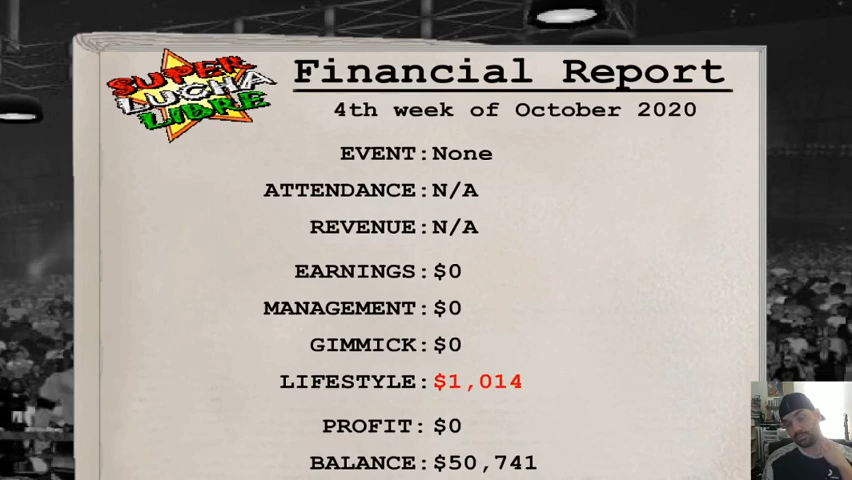 SUPER
LUCHA
LIBRE
Financial Report
4th week of October 2020
EVENT: None
ATTENDANCE: N/A
REVENUE: N/A
EARNINGS: $0
MANAGEMENT: $0
GIMMICK: $0
LIFESTYLE: $1,014
PROFIT: $0
BALANCE: $50,741